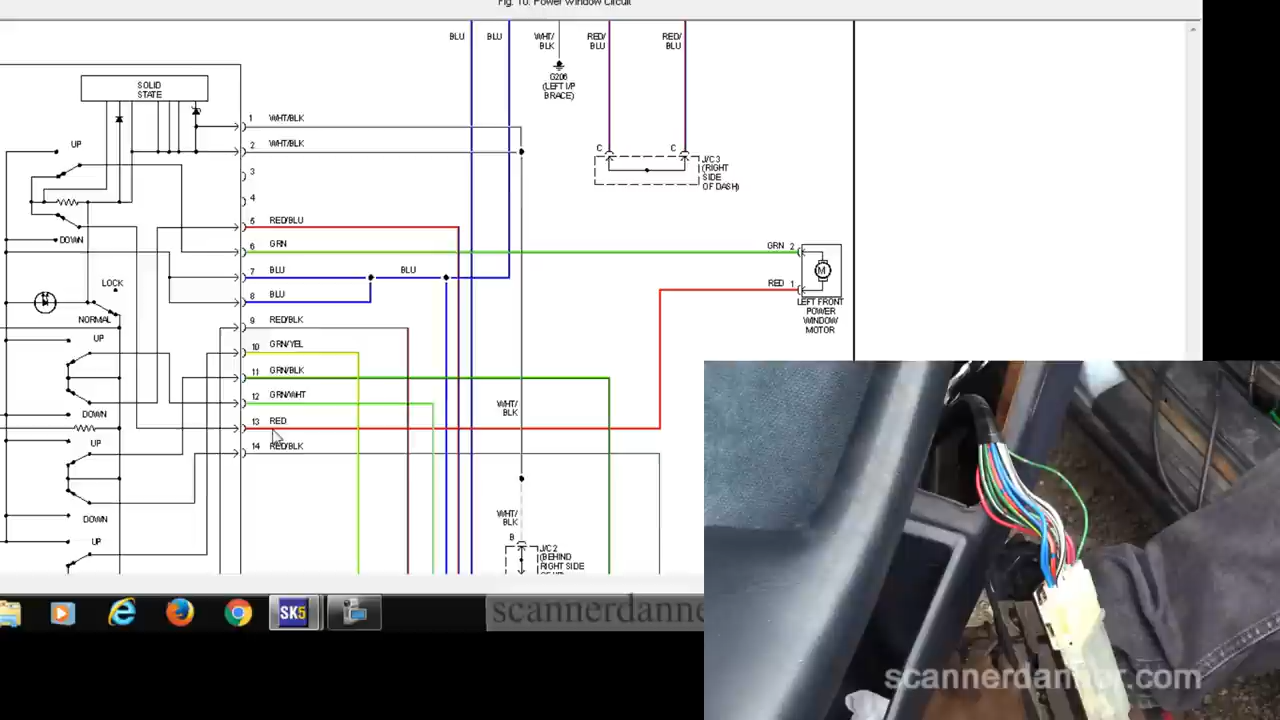 Fig. 10: Power Window Circuit
BLU
BLU
WHT/
BLK
RED/
BLU
RED/
BLU
G206
(LEFT I/P
BRACE)
SOLID
STATE
1 WHT/BLK
2 WHT/BLK
3
4
5 RED/BLU
6 GRN
7 BLU
BLU
8 BLU
9 RED/BLK
10 GRN/YEL
11 GRN/BLK
12 GRN/WHT
13 RED
14 RED/BLK
UP
DOWN
LOCK
NORMAL
UP
DOWN
UP
DOWN
UP
C
C
J/C 3
(RIGHT
SIDE
OF DASH)
GRN 2
M
RED 1
LEFT FRONT
POWER
WINDOW
MOTOR
WHT/
BLK
WHT/
BLK
B
J/C 2
(BEHIND
RIGHT SIDE
SK5
scannerdanne
scannerdanner.com